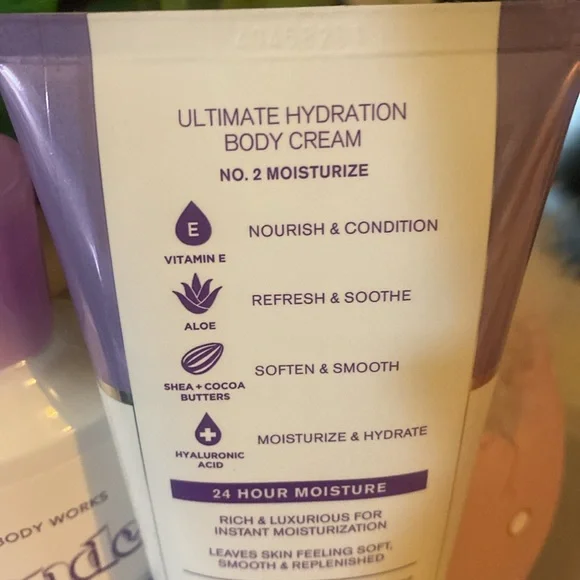 ULTIMATE HYDRATION
BODY CREAM
NO. 2 MOISTURIZE
E
VITAMIN E
NOURISH & CONDITION
ALOE
REFRESH & SOOTHE
SHEA + COCOA
BUTTERS
SOFTEN & SMOOTH
HYALURONIC
ACID
MOISTURIZE & HYDRATE
24 HOUR MOISTURE
RICH & LUXURIOUS FOR
INSTANT MOISTURIZATION
LEAVES SKIN FEELING SOFT,
SMOOTH & REPLENISHED
BODY WORKS